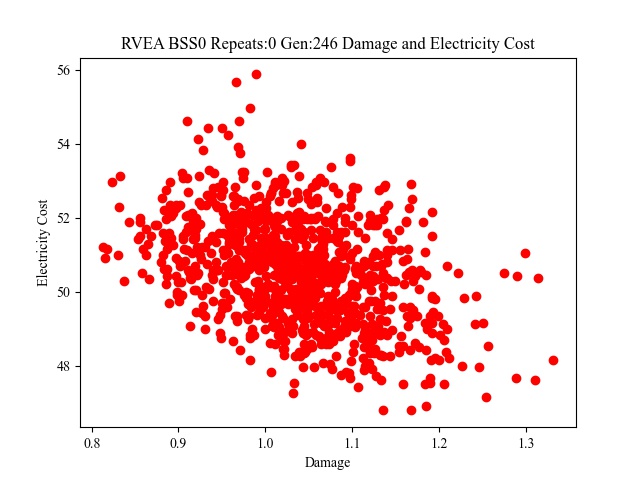 RVEA BSS0 Repeats:0 Gen:246 Damage and Electricity Cost
56
54
52
50
48
Electricity Cost
0.8 0.9 1.0 1.1 1.2 1.3
Damage